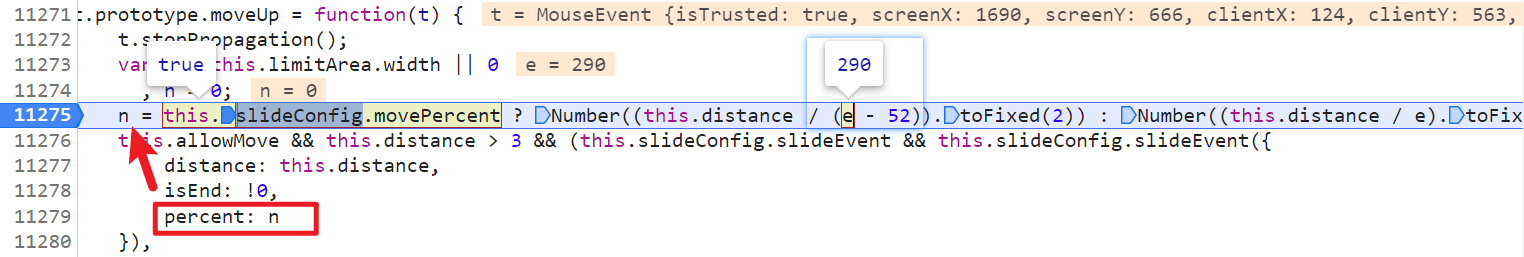 11271 t.prototype.moveUp = function(t) { t = MouseEvent {isTrusted: true, screenX: 1690, screenY: 666, clientX: 124, clientY: 563,
11272 t.stopPropagation();
11273 va true this.limitArea.width || 0 e = 290 290
11274 , n = 0; n = 0
11275 n = this.slideConfig.movePercent ? Number((this.distance / (e - 52)).toFixed(2)) : Number((this.distance / e).toFix
11276 this.allowMove && this.distance > 3 && (this.slideConfig.slideEvent && this.slideConfig.slideEvent({
11277 distance: this.distance,
11278 isEnd: !0,
11279 percent: n
11280 }),